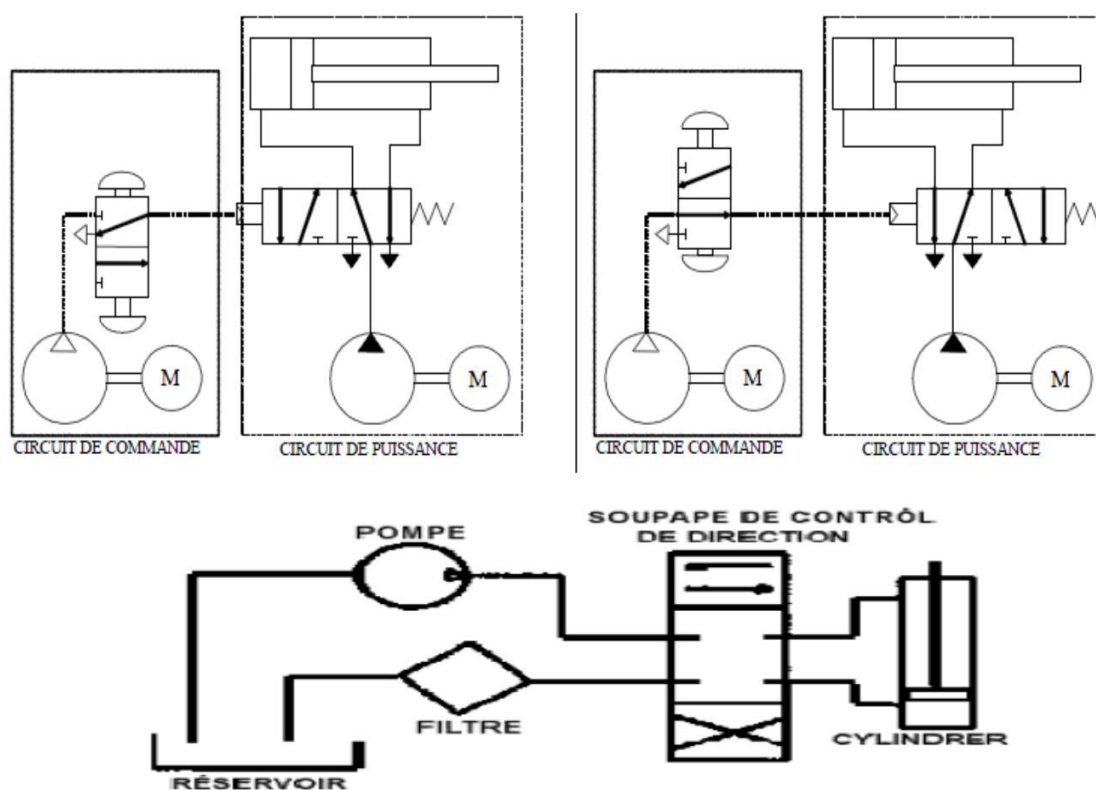 M
M
CIRCUIT DE COMMANDE
CIRCUIT DE PUISSANCE
M
M
CIRCUIT DE COMMANDE
CIRCUIT DE PUISSANCE
POMPE
SOUPAPE DE CONTRÔL
DE DIRECTION
FILTRE
CYLINDRER
RÉSERVOIR